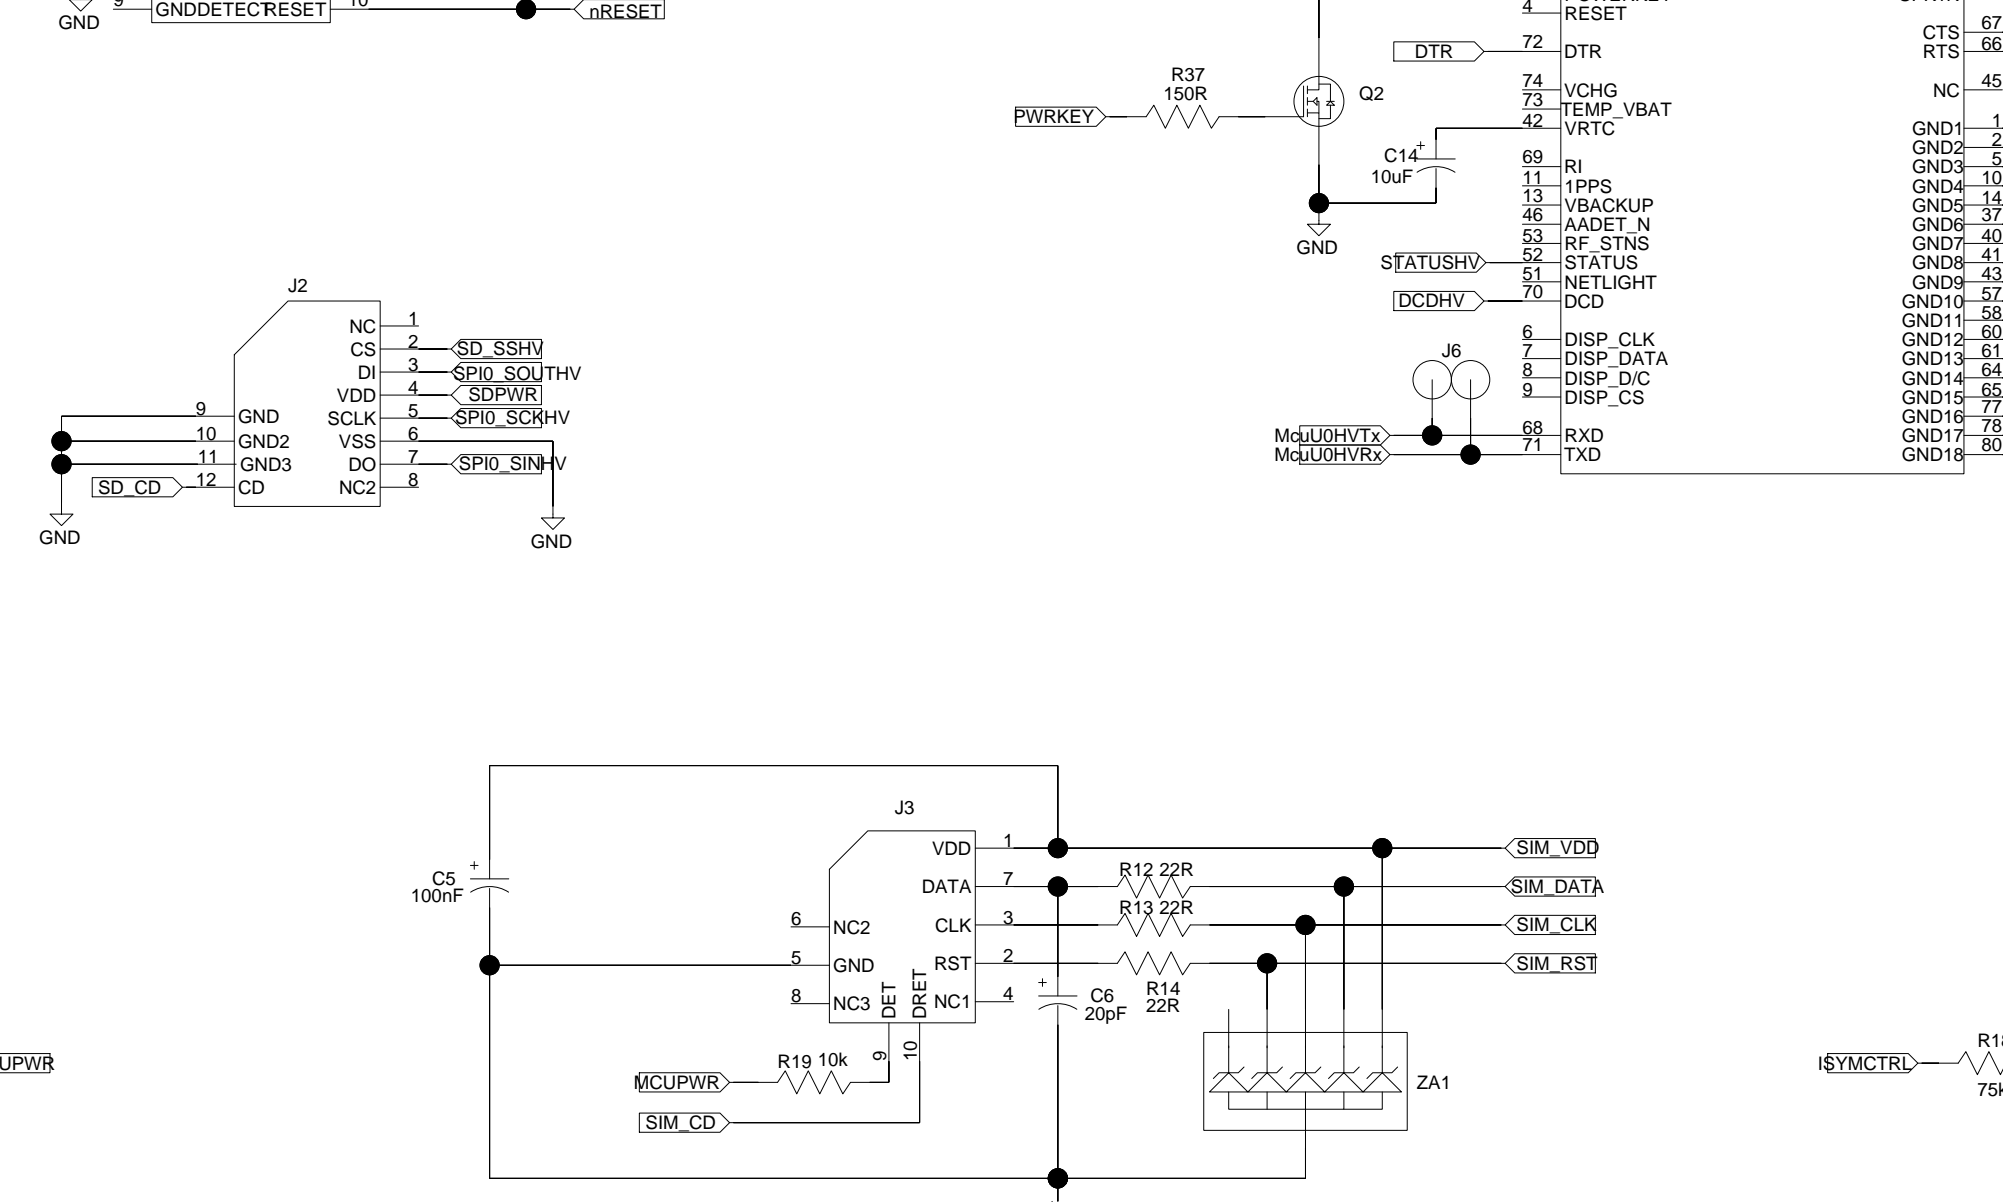 9
GNDDETECT
RESET
10
nRESET
GND
4
RESET
72
DTR
DTR
74
VCHG
73
TEMP_VBAT
42
VRTC
69
RI
11
1PPS
13
VBACKUP
46
AADET_N
53
RF_STNS
STATUSHV
52
STATUS
51
NETLIGHT
DCDHV
70
DCD
6
DISP_CLK
7
DISP_DATA
8
DISP_D/C
9
DISP_CS
McuU0HVTx
68
RXD
McuU0HVRx
71
TXD
J6
CTS
67
RTS
66
NC
45
GND1
1
GND2
2
GND3
5
GND4
10
GND5
14
GND6
37
GND7
40
GND8
41
GND9
43
GND10
57
GND11
58
GND12
60
GND13
61
GND14
64
GND15
65
GND16
77
GND17
78
GND18
80
R37
150R
PWRKEY
Q2
C14
+
10uF
GND
J2
NC
1
CS
2
SD_SSHV
DI
3
SPI0_SOUTHV
VDD
4
SDPWR
SCLK
5
SPI0_SCKHV
VSS
6
DO
7
SPI0_SINHV
NC2
8
9
GND
10
GND2
11
GND3
SD_CD
12
CD
GND
GND
J3
VDD
1
SIM_VDD
DATA
7
R12 22R
SIM_DATA
CLK
3
R13 22R
SIM_CLK
RST
2
R14
22R
SIM_RST
NC1
4
6
NC2
5
GND
8
NC3
DET
DRET
9
10
+
C5
100nF
+
C6
20pF
MCUPWR
R19 10k
SIM_CD
ZA1
UPWR
ISYMCTRL
R18
75k